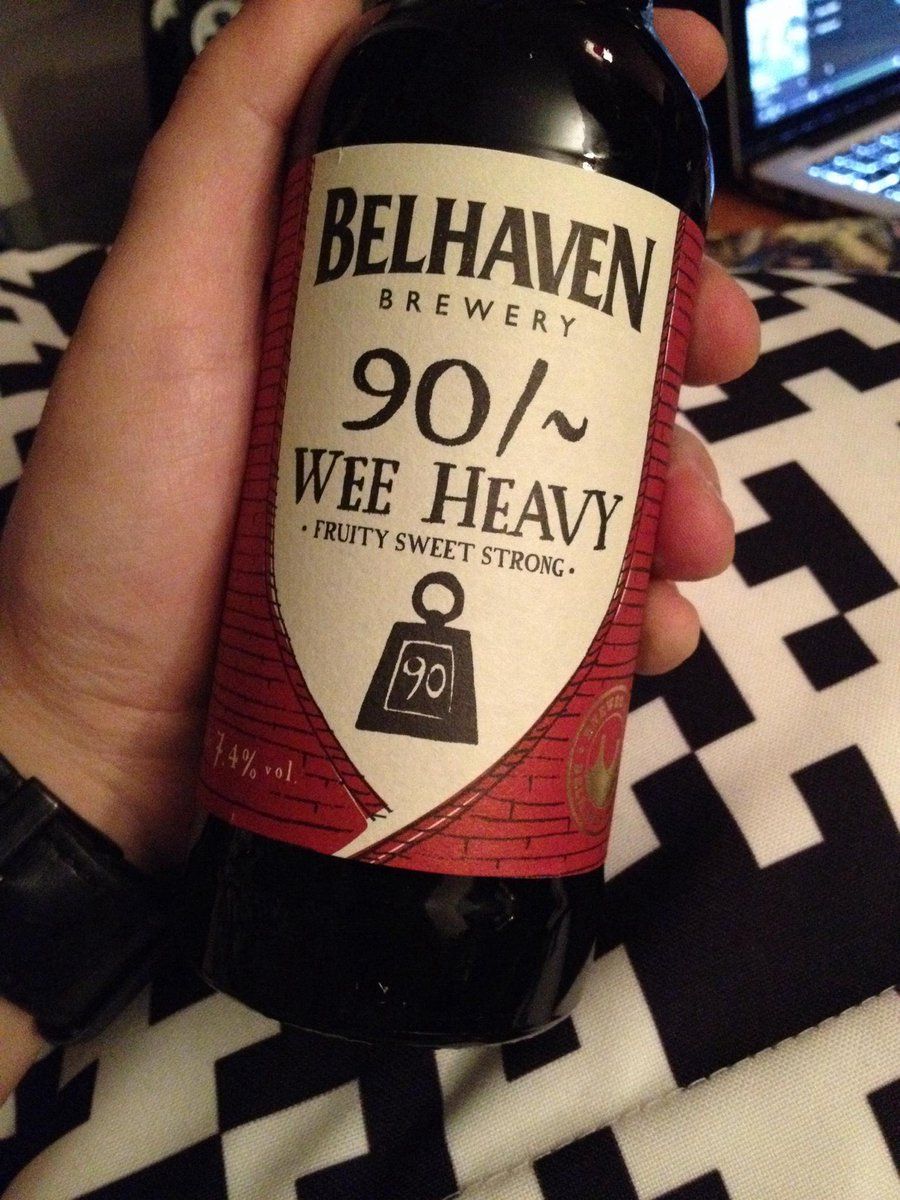 BELHAVEN
BREWERY
90/~
WEE HEAVY
· FRUITY SWEET STRONG ·
90
7.4% vol.